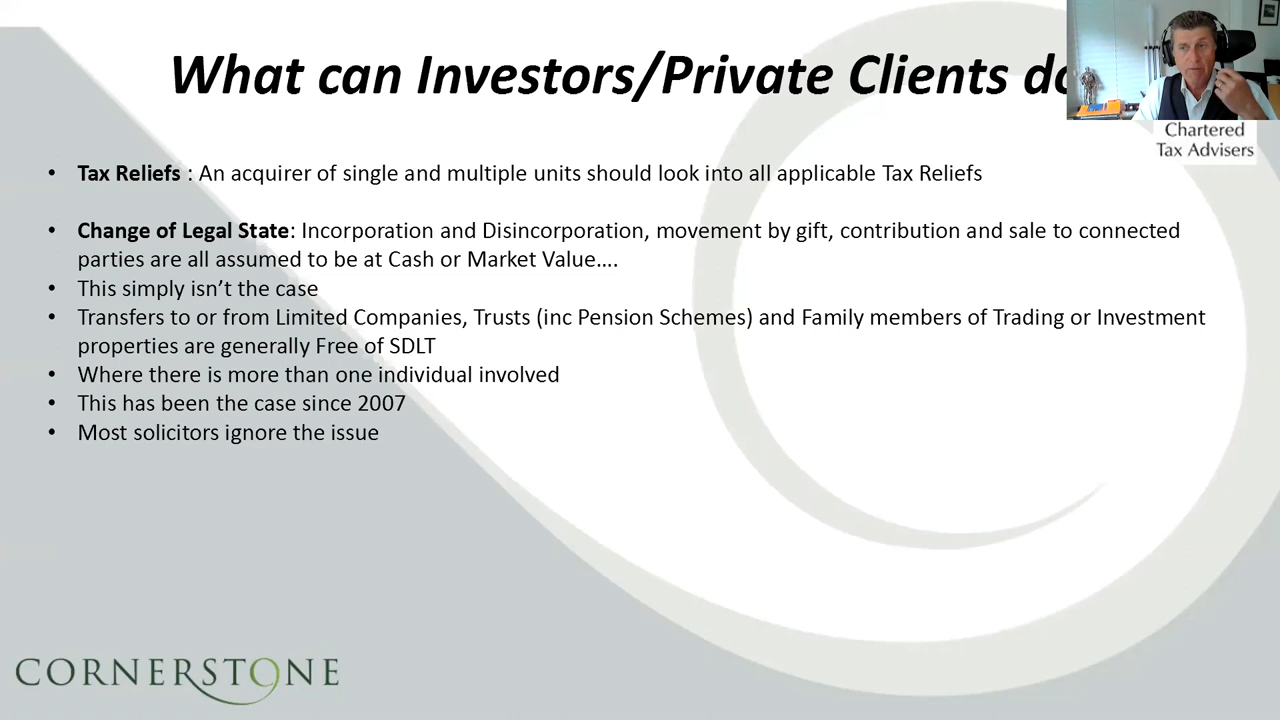 What can Investors/Private Clients do
Chartered
Tax Advisers
• Tax Reliefs : An acquirer of single and multiple units should look into all applicable Tax Reliefs
• Change of Legal State: Incorporation and Disincorporation, movement by gift, contribution and sale to connected
parties are all assumed to be at Cash or Market Value....
• This simply isn't the case
• Transfers to or from Limited Companies, Trusts (inc Pension Schemes) and Family members of Trading or Investment
properties are generally Free of SDLT
• Where there is more than one individual involved
• This has been the case since 2007
• Most solicitors ignore the issue
CORNERSTONE